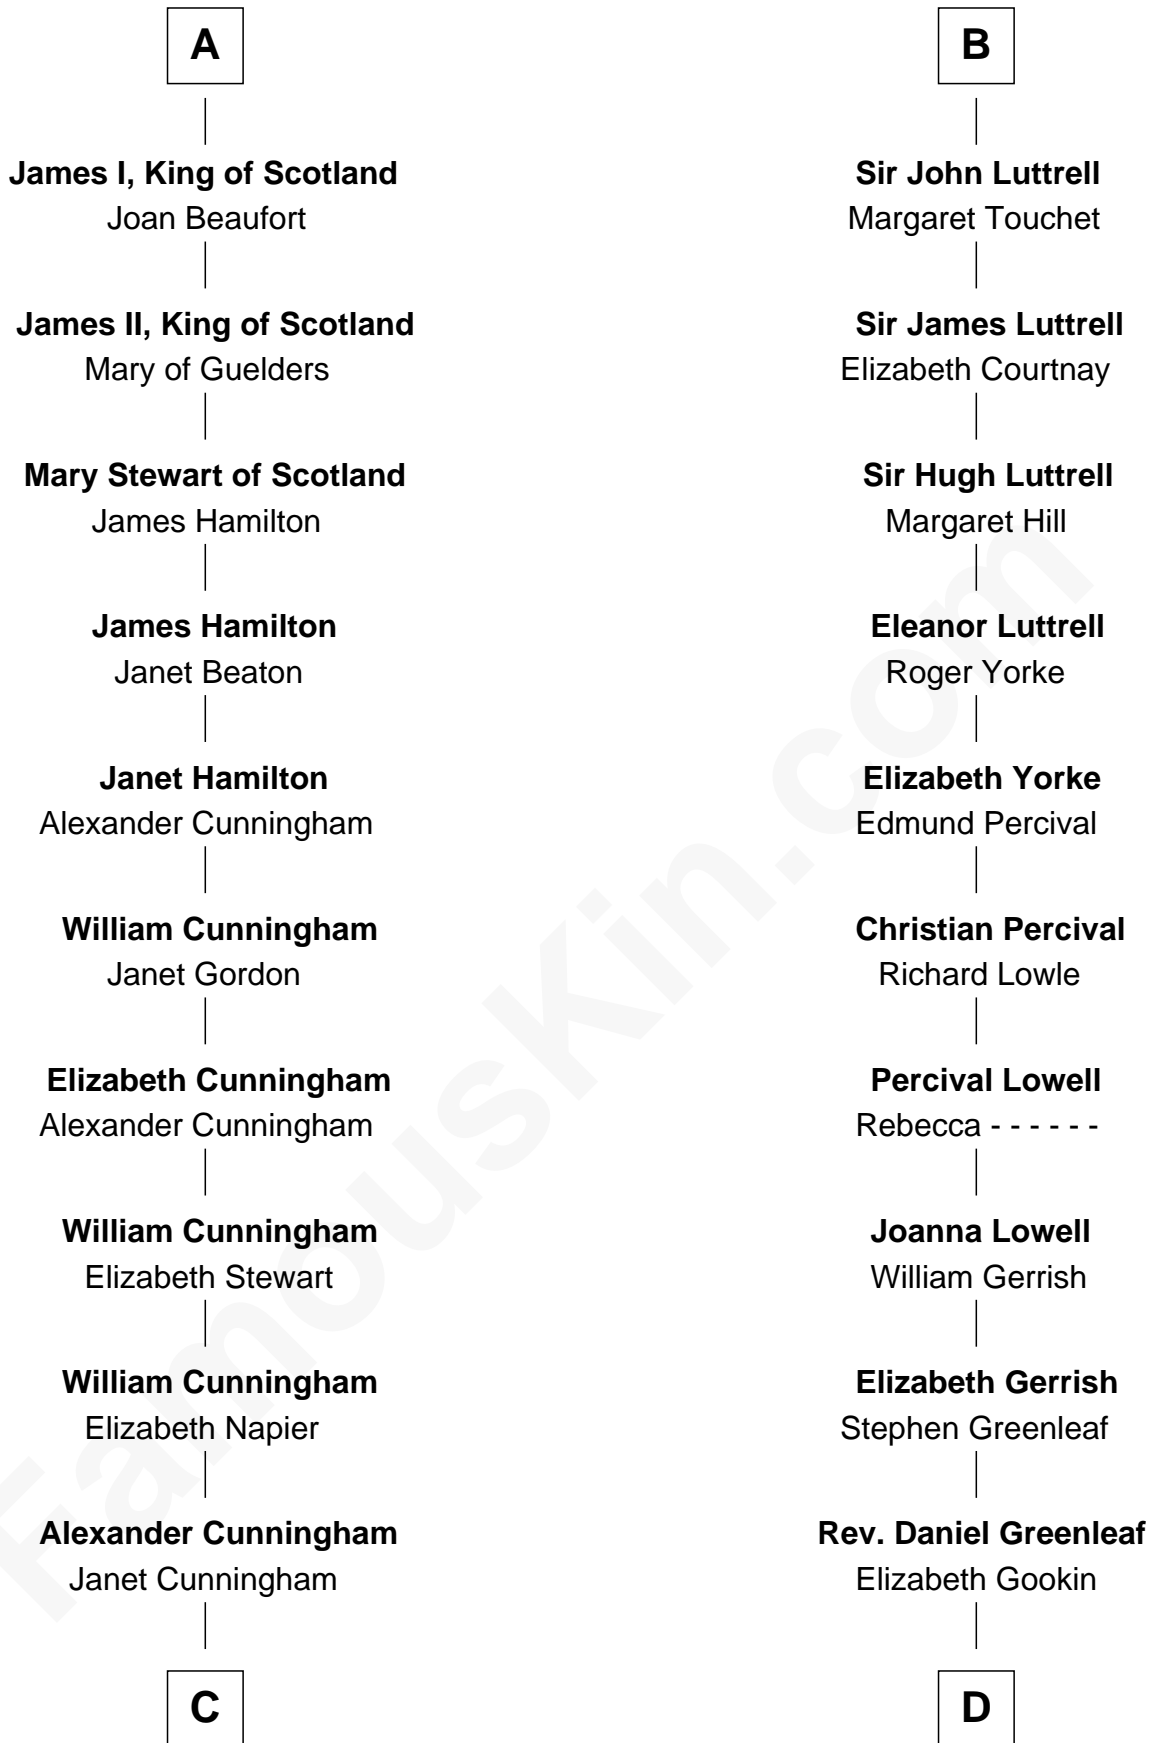 A
James I, King of Scotland
Joan Beaufort
James II, King of Scotland
Mary of Guelders
Mary Stewart of Scotland
James Hamilton
James Hamilton
Janet Beaton
Janet Hamilton
Alexander Cunningham
William Cunningham
Janet Gordon
Elizabeth Cunningham
Alexander Cunningham
William Cunningham
Elizabeth Stewart
William Cunningham
Elizabeth Napier
Alexander Cunningham
Janet Cunningham
C
B
Sir John Luttrell
Margaret Touchet
Sir James Luttrell
Elizabeth Courtnay
Sir Hugh Luttrell
Margaret Hill
Eleanor Luttrell
Roger Yorke
Elizabeth Yorke
Edmund Percival
Christian Percival
Richard Lowle
Percival Lowell
Rebecca - - - - - -
Joanna Lowell
William Gerrish
Elizabeth Gerrish
Stephen Greenleaf
Rev. Daniel Greenleaf
Elizabeth Gookin
D
FamousKin.com